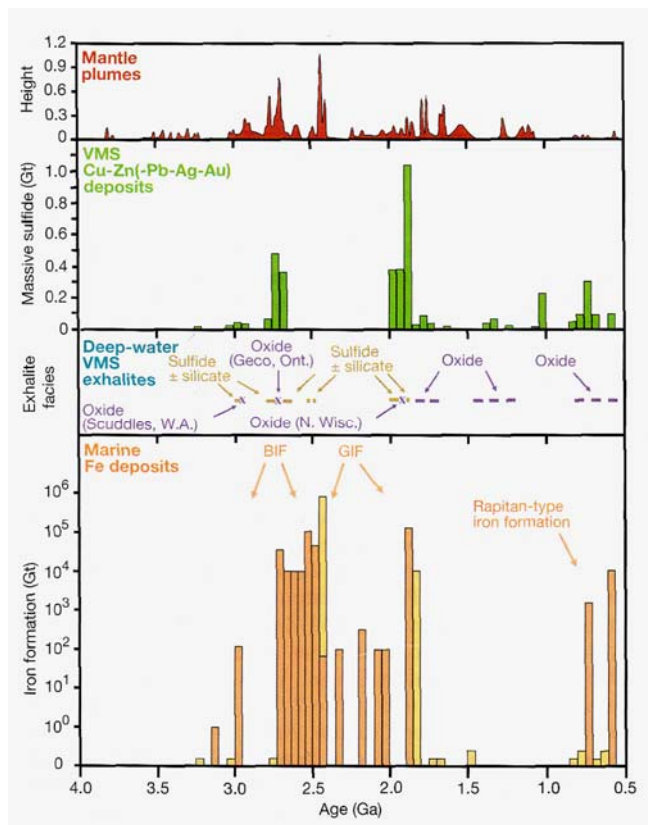 1.2
Mantle
plumes
0.9
0.6
0.3
0
Height
VMS
Cu-Zn(-Pb-Ag-Au)
deposits
1.0
0.8
0.6
0.4
0.2
0
Massive sulfide (Gt)
Deep-water
VMS
exhalites
Exhalite
facies
Sulfide
± silicate
Oxide
(Geco, Ont.)
Sulfide
± silicate
Oxide
Oxide
x
x
x
Oxide
(Scuddles, W.A.)
Oxide (N. Wisc.)
Marine
Fe deposits
BIF
GIF
Rapitan-type
iron formation
10⁶
10⁵
10⁴
10³
10²
10¹
10⁰
0
Iron formation (Gt)
4.0 3.5 3.0 2.5 2.0 1.5 1.0 0.5
Age (Ga)